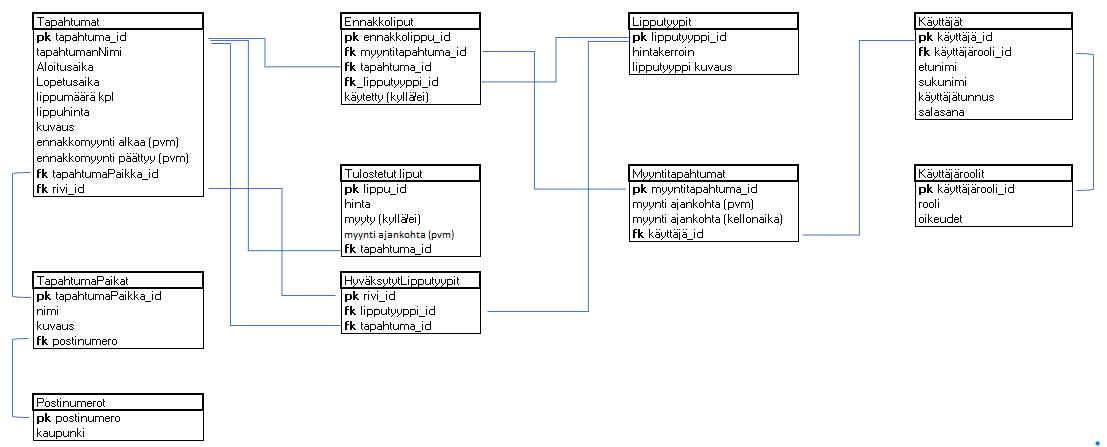 Tapahtumat
pk tapahtuma_id
tapahtumanNimi
Aloitusaika
Lopetusaika
lippumäärä kpl
lippuhinta
kuvaus
ennakkomyynti alkaa (pvm)
ennakkomyynti päättyy (pvm)
fk tapahtumaPaikka_id
fk rivi_id
Ennakkoliput
pk ennakkolippu_id
fk myyntitapahtuma_id
fk tapahtuma_id
fk_lipputyyppi_id
käytetty (kyllä/ei)
Lipputyypit
pk lipputyyppi_id
hintakerroin
lipputyyppi kuvaus
Käyttäjät
pk käyttäjä_id
fk käyttäjärooli_id
etunimi
sukunimi
käyttäjätunnus
salasana
Tulostetut liput
pk lippu_id
hinta
myyty (kyllä/ei)
myynti ajankohta (pvm)
fk tapahtuma_id
Myyntitapahtumat
pk myyntitapahtuma_id
myynti ajankohta (pvm)
myynti ajankohta (kellonaika)
fk käyttäjä_id
Käyttäjäroolit
pk käyttäjärooli_id
rooli
oikeudet
TapahtumaPaikat
pk tapahtumaPaikka_id
nimi
kuvaus
fk postinumero
HyväksytytLipputyypit
pk rivi_id
fk lipputyyppi_id
fk tapahtuma_id
Postinumerot
pk postinumero
kaupunki